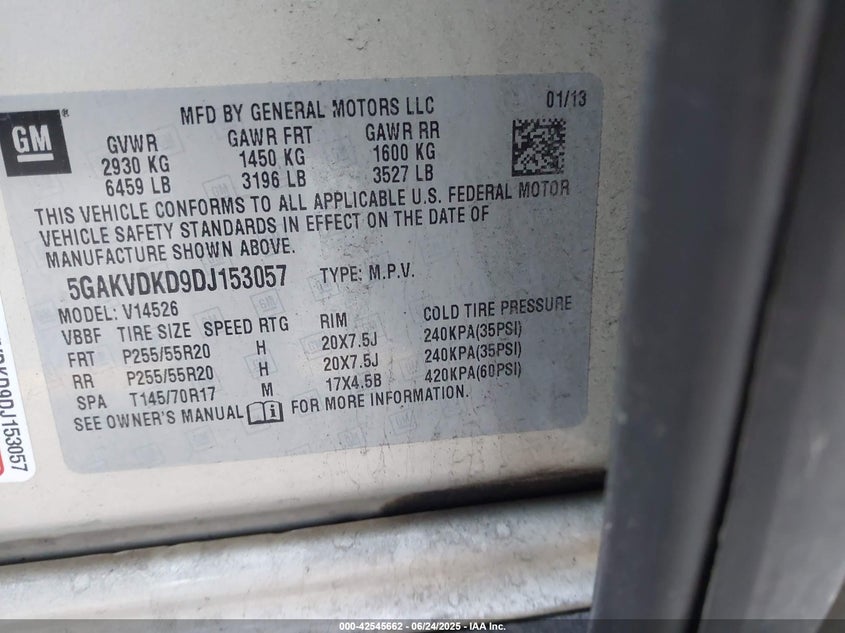 GM
MFD BY GENERAL MOTORS LLC
01/13
GVWR GAWR FRT GAWR RR
2930 KG 1450 KG 1600 KG
6459 LB 3196 LB 3527 LB
THIS VEHICLE CONFORMS TO ALL APPLICABLE U.S. FEDERAL MOTOR
VEHICLE SAFETY STANDARDS IN EFFECT ON THE DATE OF
MANUFACTURE SHOWN ABOVE.
5GAKVDKD9DJ153057 TYPE: M.P.V.
MODEL: V14526
VBBF TIRE SIZE SPEED RTG RIM COLD TIRE PRESSURE
FRT P255/55R20 H 20X7.5J 240KPA(35PSI)
RR P255/55R20 H 20X7.5J 240KPA(35PSI)
SPA T145/70R17 M 17X4.5B 420KPA(60PSI)
SEE OWNER'S MANUAL FOR MORE INFORMATION.
000-42545662 - 06/24/2025 - IAA Inc.